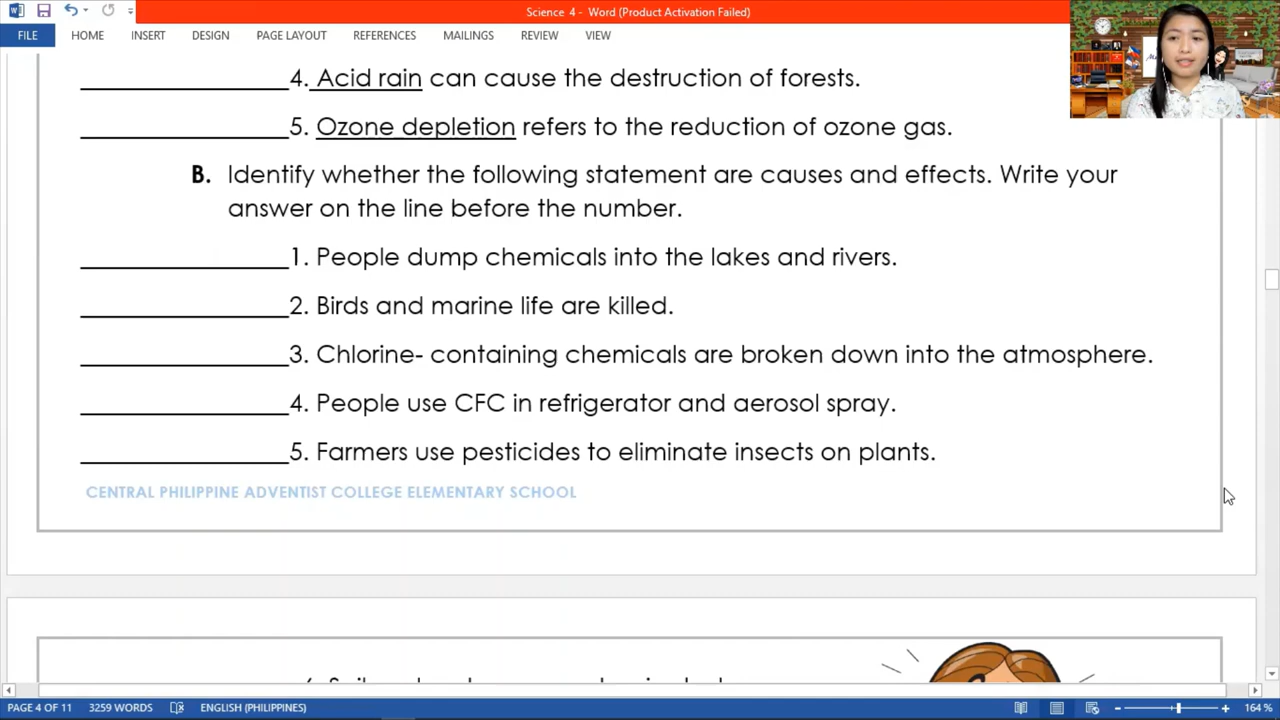 Science 4 - Word (Product Activation Failed)
FILE HOME INSERT DESIGN PAGE LAYOUT REFERENCES MAILINGS REVIEW VIEW
4. Acid rain can cause the destruction of forests.
5. Ozone depletion refers to the reduction of ozone gas.
B. Identify whether the following statement are causes and effects. Write your
answer on the line before the number.
1. People dump chemicals into the lakes and rivers.
2. Birds and marine life are killed.
3. Chlorine- containing chemicals are broken down into the atmosphere.
4. People use CFC in refrigerator and aerosol spray.
5. Farmers use pesticides to eliminate insects on plants.
CENTRAL PHILIPPINE ADVENTIST COLLEGE ELEMENTARY SCHOOL
PAGE 4 OF 11 3259 WORDS ENGLISH (PHILIPPINES) 164 %